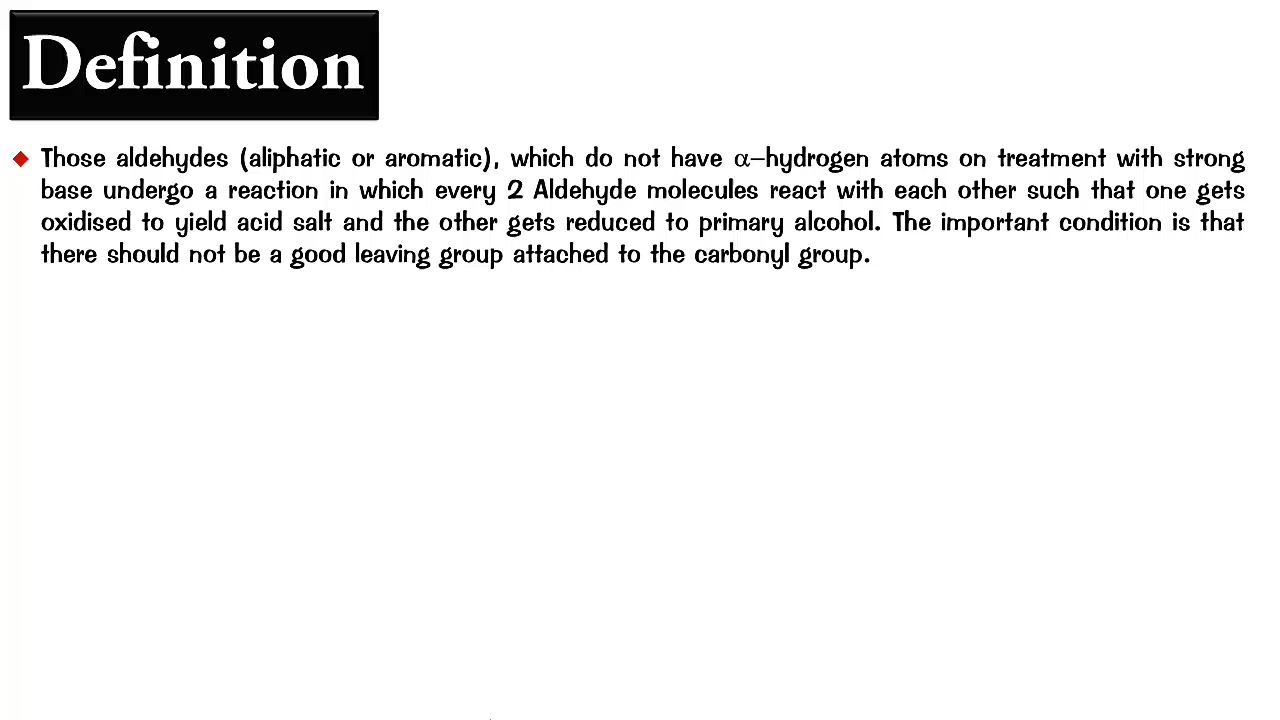 Definition
Those aldehydes (aliphatic or aromatic), which do not have α–hydrogen atoms on treatment with strong
base undergo a reaction in which every 2 Aldehyde molecules react with each other such that one gets
oxidised to yield acid salt and the other gets reduced to primary alcohol. The important condition is that
there should not be a good leaving group attached to the carbonyl group.